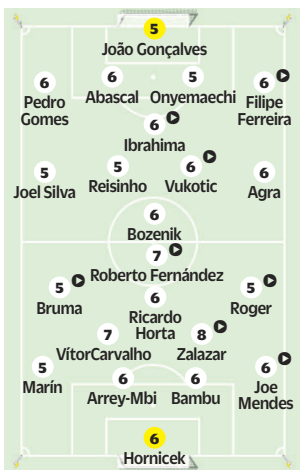 5
João Gonçalves
6 6 5 6
Pedro Gomes Abascal Onyemaechi Filipe Ferreira
6
Ibrahima
5 5 6 6
Joel Silva Reisinho Vukotic Agra
6
Bozenik
7
Roberto Fernández
5 6 5
Bruma Ricardo Horta Roger
7 8
VítorCarvalho Zalazar
5 6 6 6
Marín Arrey-Mbi Bambu Joe Mendes
6
Hornicek